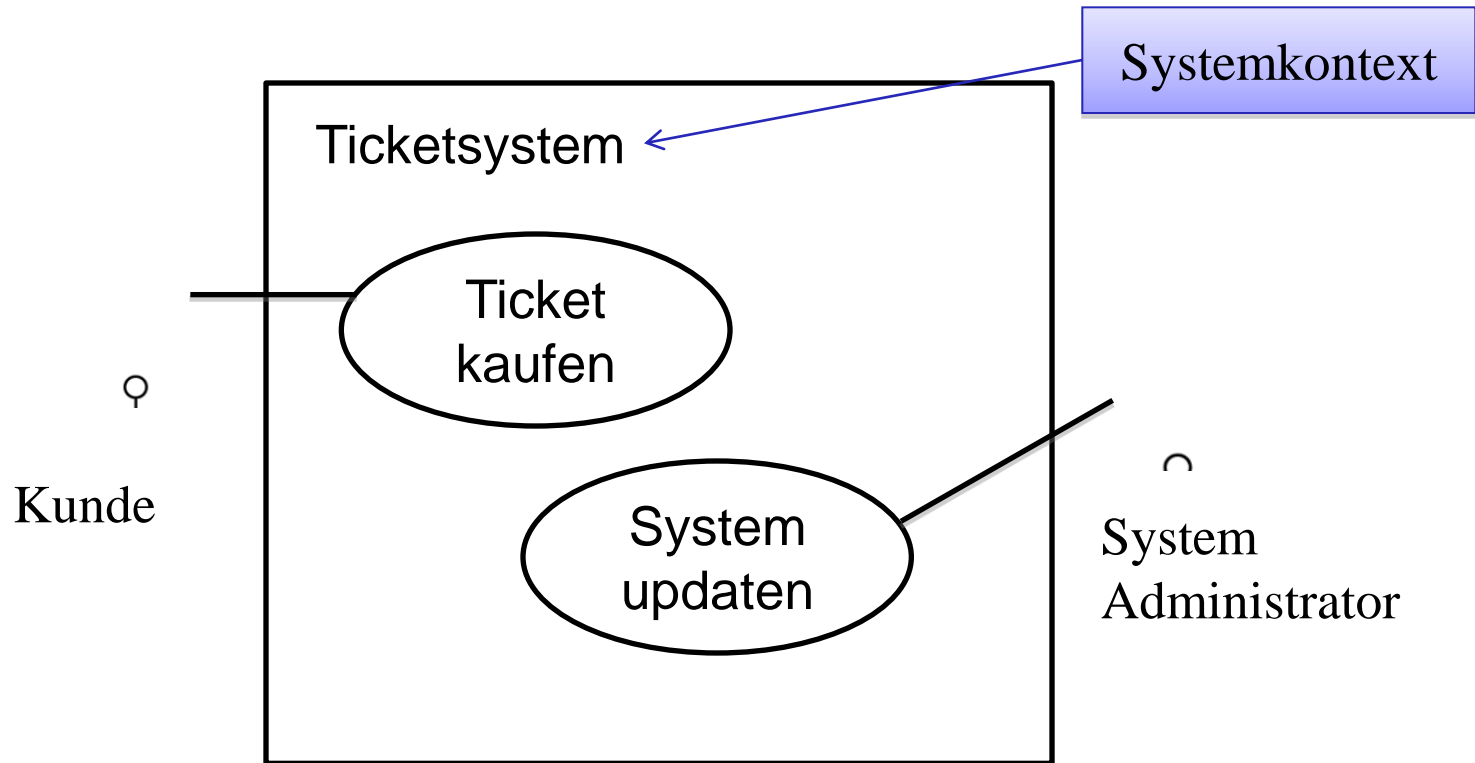 Systemkontext
Ticketsystem
Ticket
kaufen
Kunde
System
updaten
System
Administrator